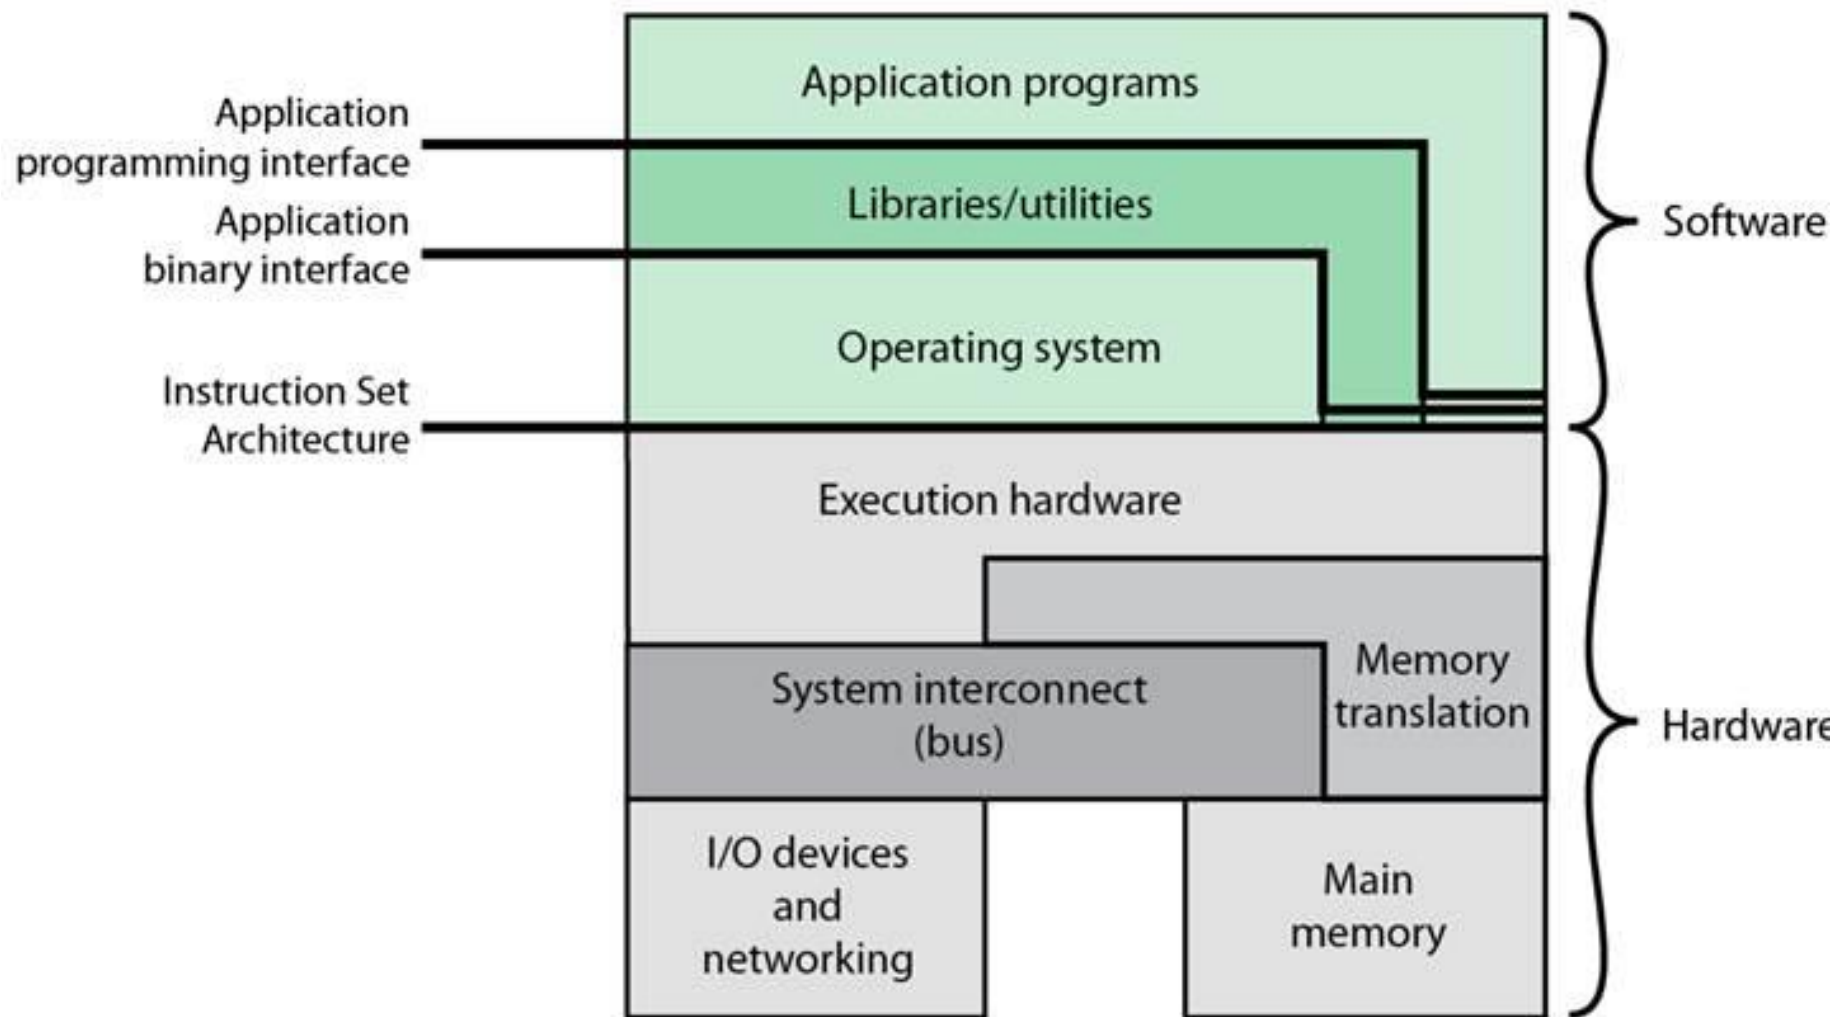 Application programs
Application
programming interface
Libraries/utilities
Application
binary interface
Software
Operating system
Instruction Set
Architecture
Execution hardware
Memory
translation
System interconnect
(bus)
Hardware
I/O devices
and
networking
Main
memory